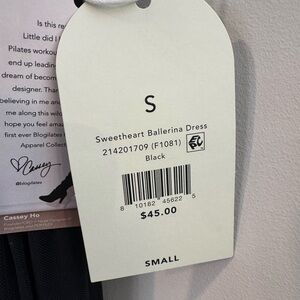 Is this re
Little did I
Pilates workou
end up leadin
dream of becom
designer. Than
believing in me an
me along this wil
hope you feel ama
first ever Blogilates
Apparel Collect
Cassey
@blogilates
Cassey Ho
S
Sweetheart Ballerina Dress
214201709 (F1081)
Black
8 10182 45622 5
$45.00
SMALL